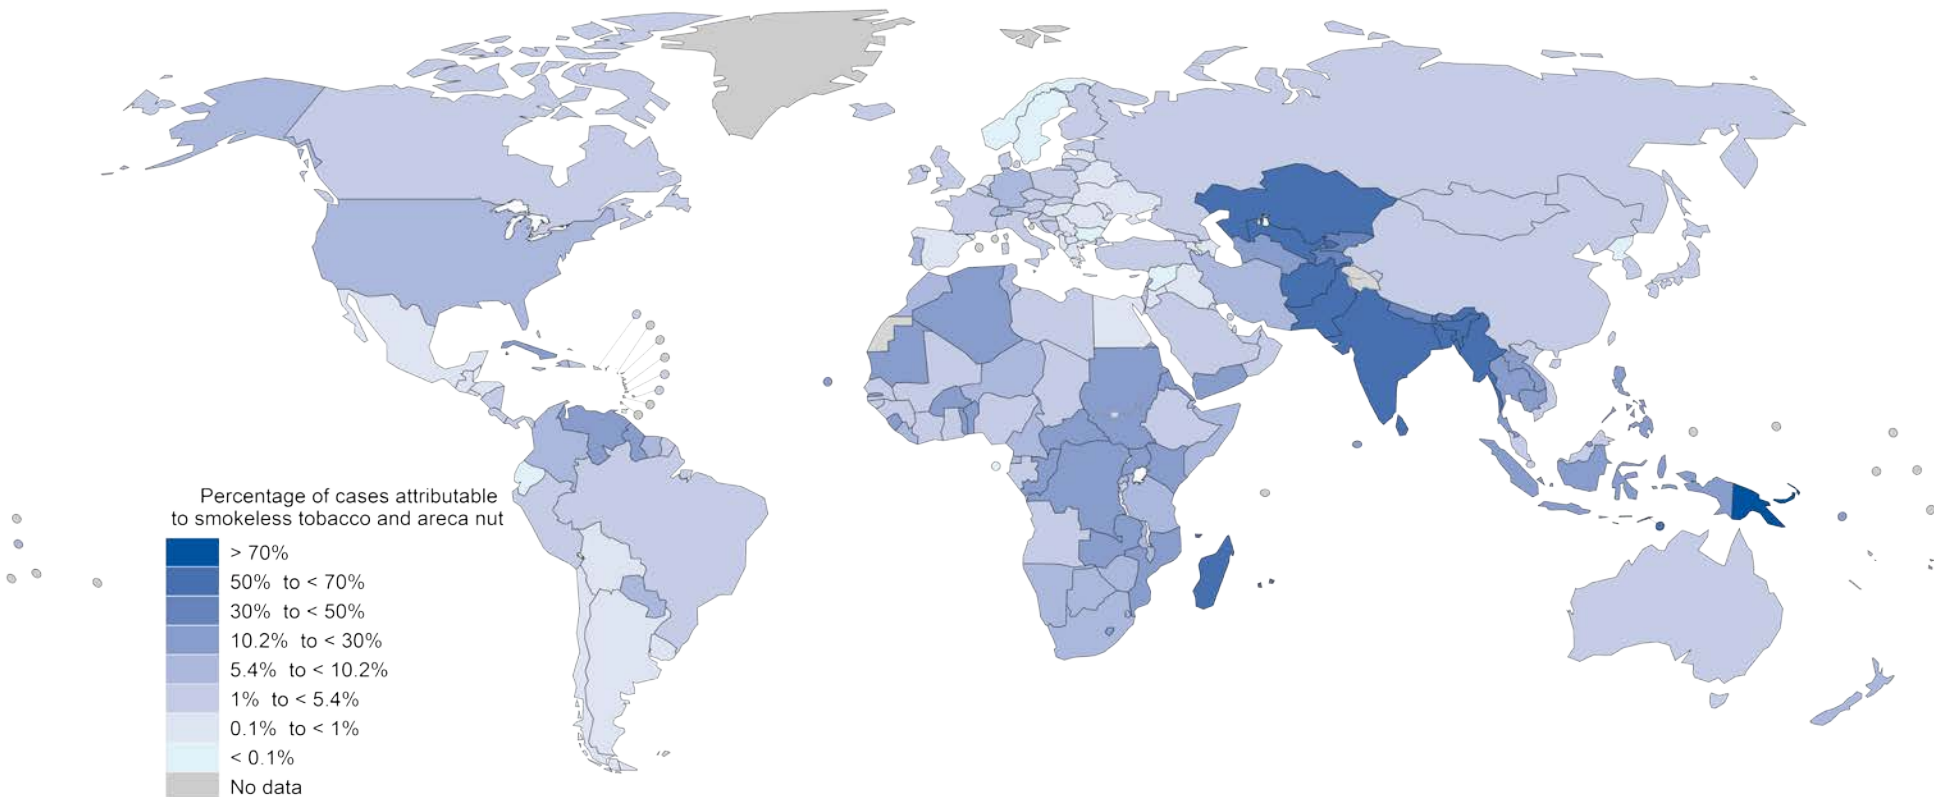 Percentage of cases attributable
to smokeless tobacco and areca nut
> 70%
50% to < 70%
30% to < 50%
10.2% to < 30%
5.4% to < 10.2%
1% to < 5.4%
0.1% to < 1%
< 0.1%
No data